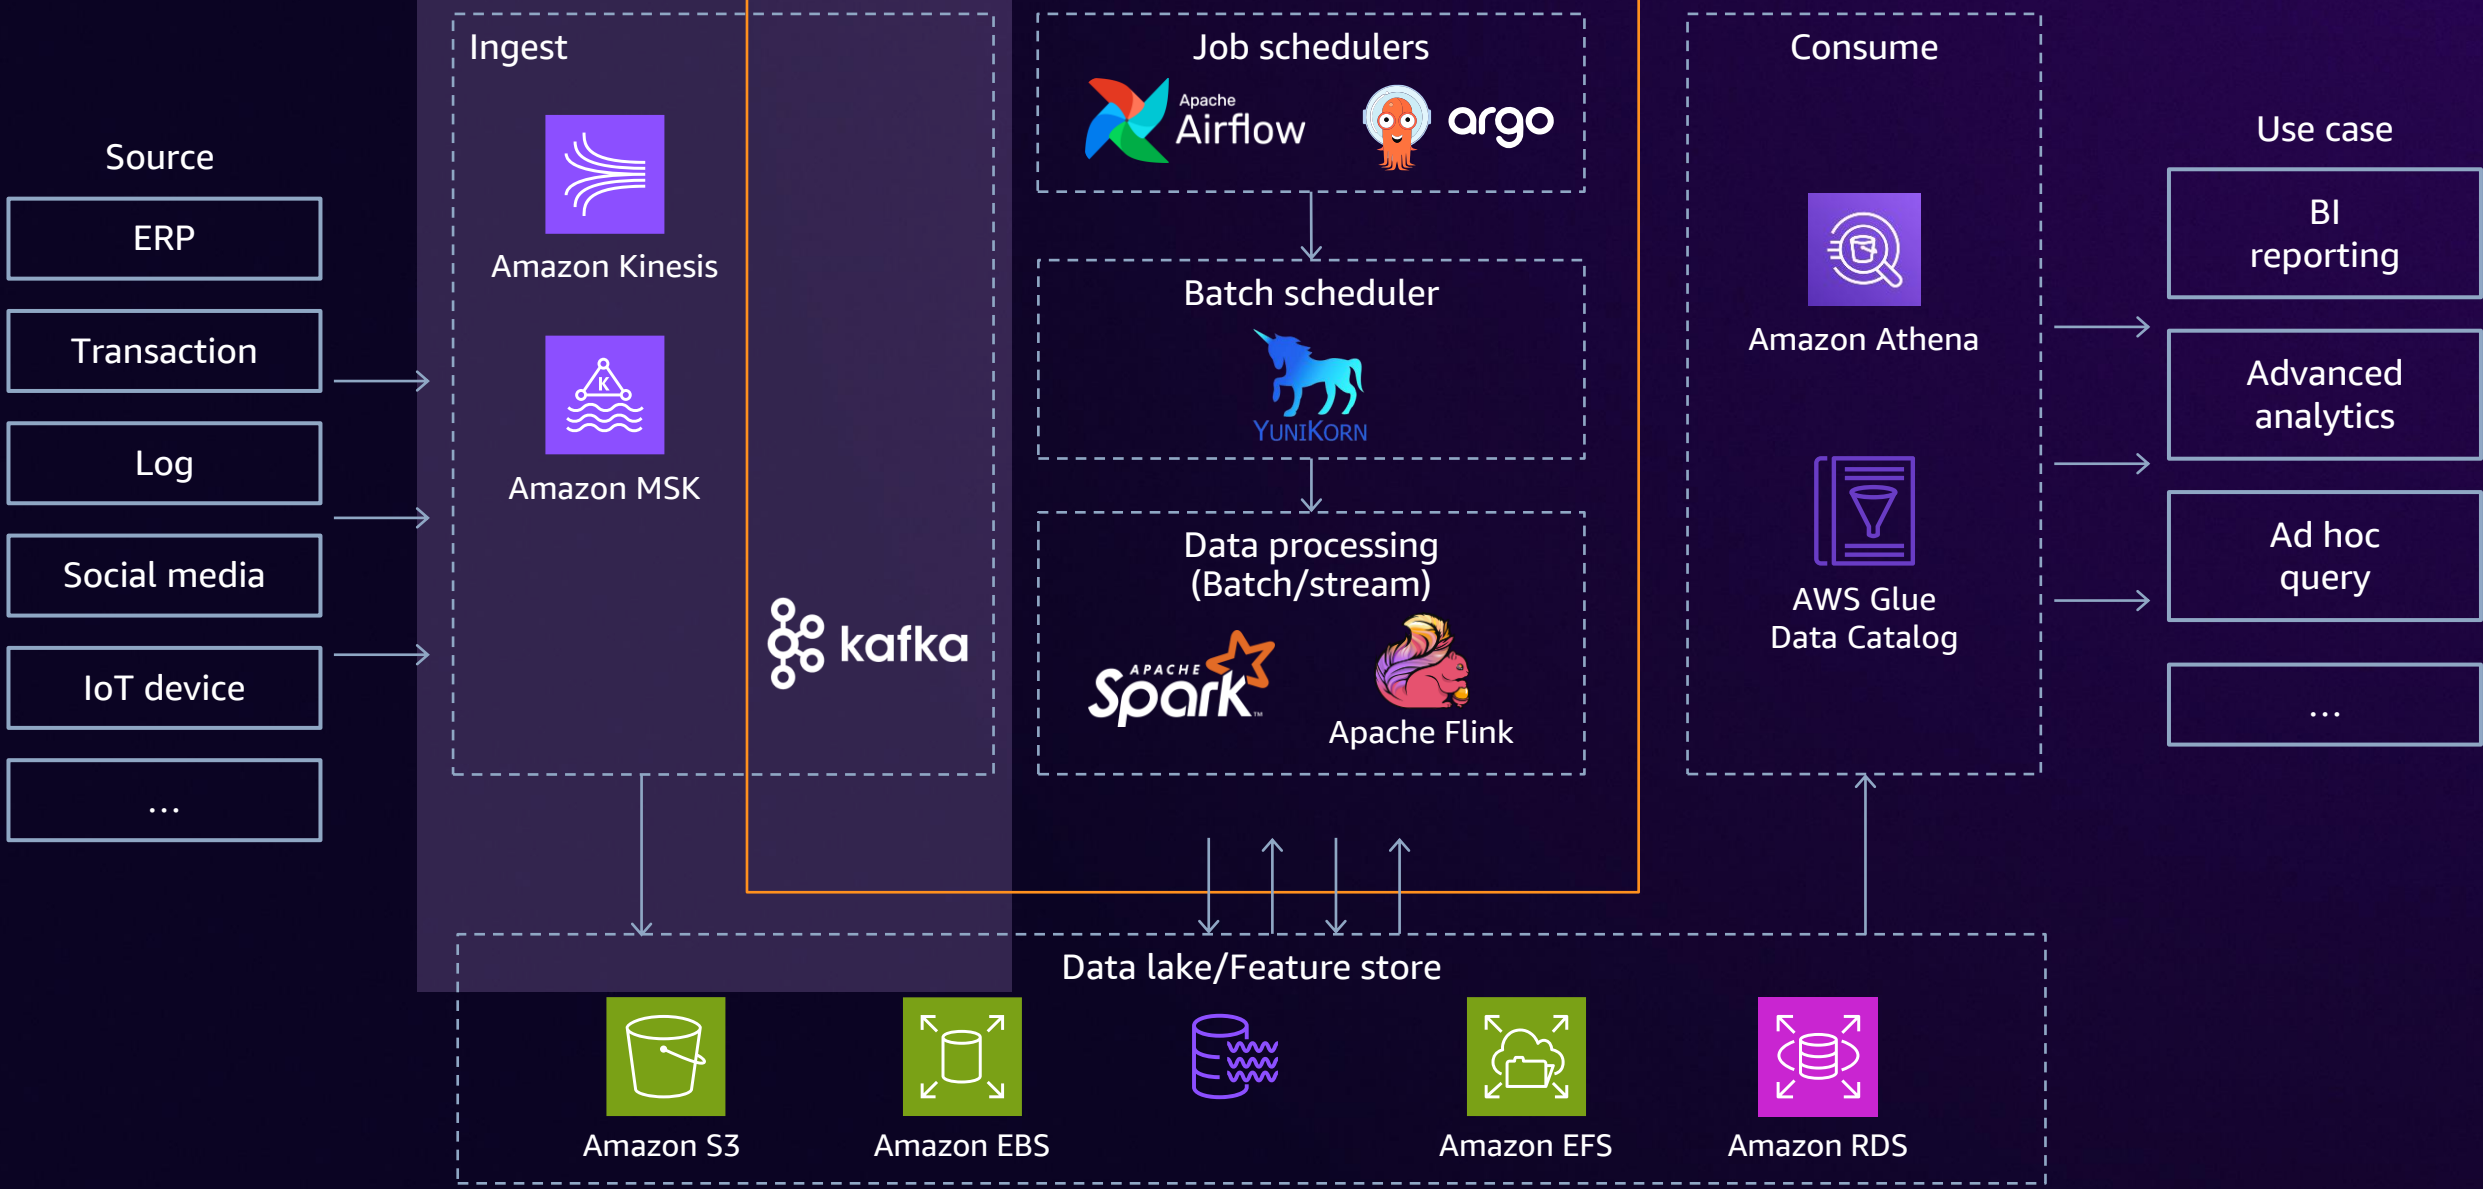 Source
ERP
Transaction
Log
Social media
IoT device
...
Ingest
Amazon Kinesis
K
Amazon MSK
kafka
Job schedulers
Apache
Airflow
argo
Batch scheduler
YUNIKORN
Data processing
(Batch/stream)
APACHE
Spark™
Apache Flink
Consume
Amazon Athena
AWS Glue
Data Catalog
Use case
BI
reporting
Advanced
analytics
Ad hoc
query
...
Data lake/Feature store
Amazon S3
Amazon EBS
Amazon EFS
Amazon RDS